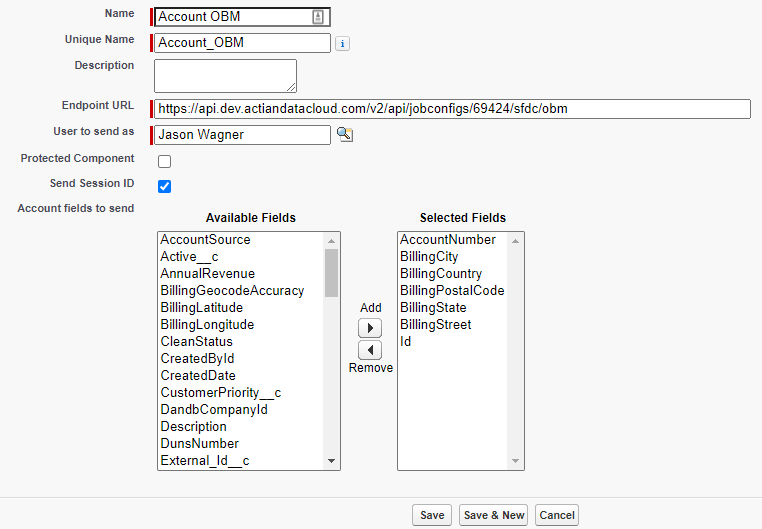 Name Account OBM
Unique Name Account_OBM i
Description
Endpoint URL https://api.dev.actiandatacloud.com/v2/api/jobconfigs/69424/sfdc/obm
User to send as Jason Wagner
Protected Component
Send Session ID
Account fields to send
Available Fields
AccountSource
Active__c
AnnualRevenue
BillingGeocodeAccuracy
BillingLatitude
BillingLongitude
CleanStatus
CreatedById
CreatedDate
CustomerPriority__c
DandbCompanyId
Description
DunsNumber
External_Id__c
Add
Remove
Selected Fields
AccountNumber
BillingCity
BillingCountry
BillingPostalCode
BillingState
BillingStreet
Id
Save Save & New Cancel